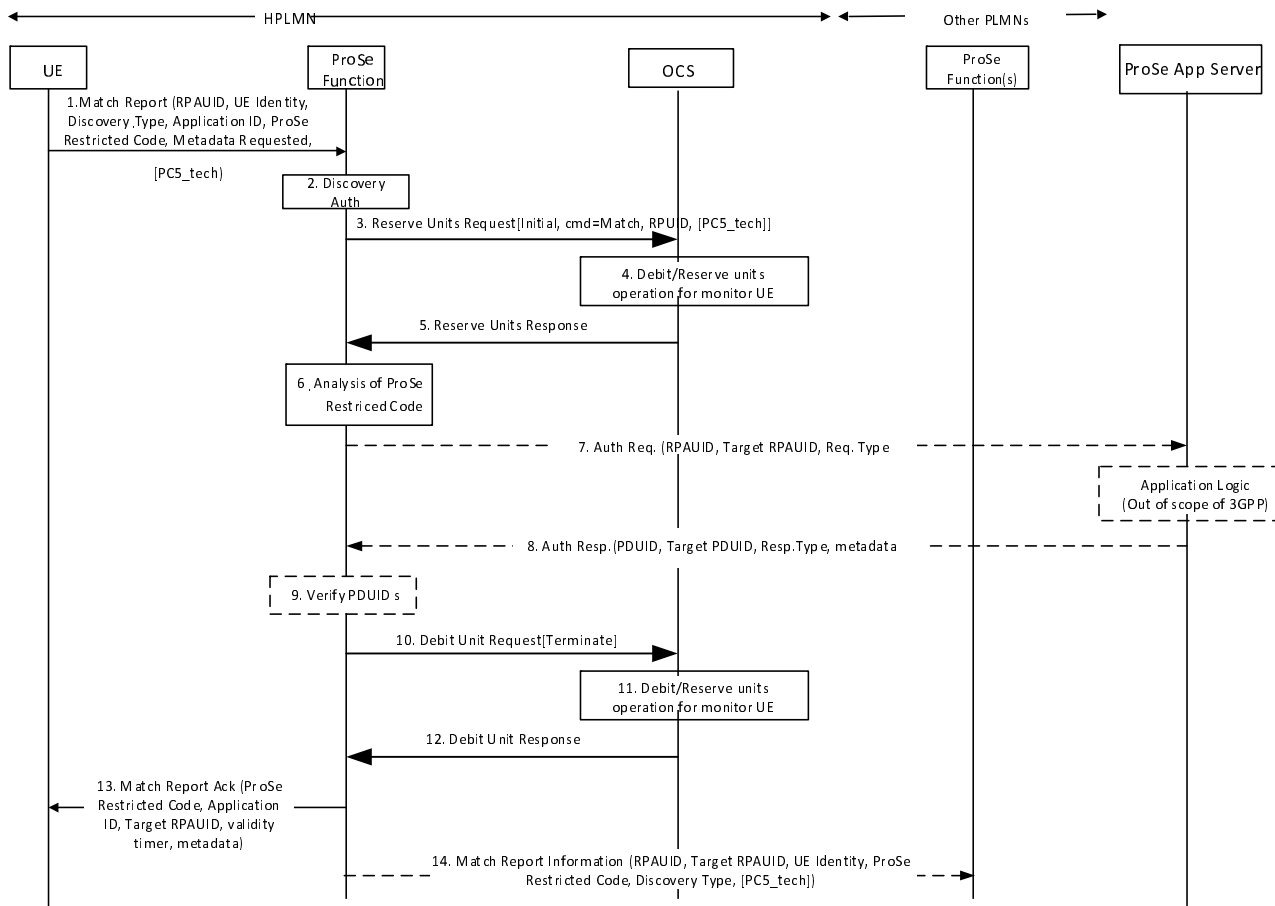 HPLMN
Other PLMNs
UE
ProSe
Function
OCS
ProSe
Function(s)
ProSe App Server
1.Match Report (RPAUID, UE Identity,
Discovery Type, Application ID, ProSe
Restricted Code, Metadata Requested,
[PC5_tech)
2. Discovery
Auth
3. Reserve Units Request[Initial, cmd=Match, RPUID, [PC5_tech]]
4. Debit/Reserve units
operation for monitor UE
5. Reserve Units Response
6. Analysis of ProSe
Restriced Code
7. Auth Req. (RPAUID, Target RPAUID, Req. Type
Application Logic
(Out of scope of 3GPP)
8. Auth Resp.(PDUID, Target PDUID, Resp.Type, metadata
9. Verify PDUIDs
10. Debit Unit Request[Terminate]
11. Debit/Reserve units
operation for monitor UE
12. Debit Unit Response
13. Match Report Ack (ProSe
Restricted Code, Application
ID, Target RPAUID, validity
timer, metadata)
14. Match Report Information (RPAUID, Target RPAUID, UE Identity, ProSe
Restricted Code, Discovery Type, [PC5_tech])